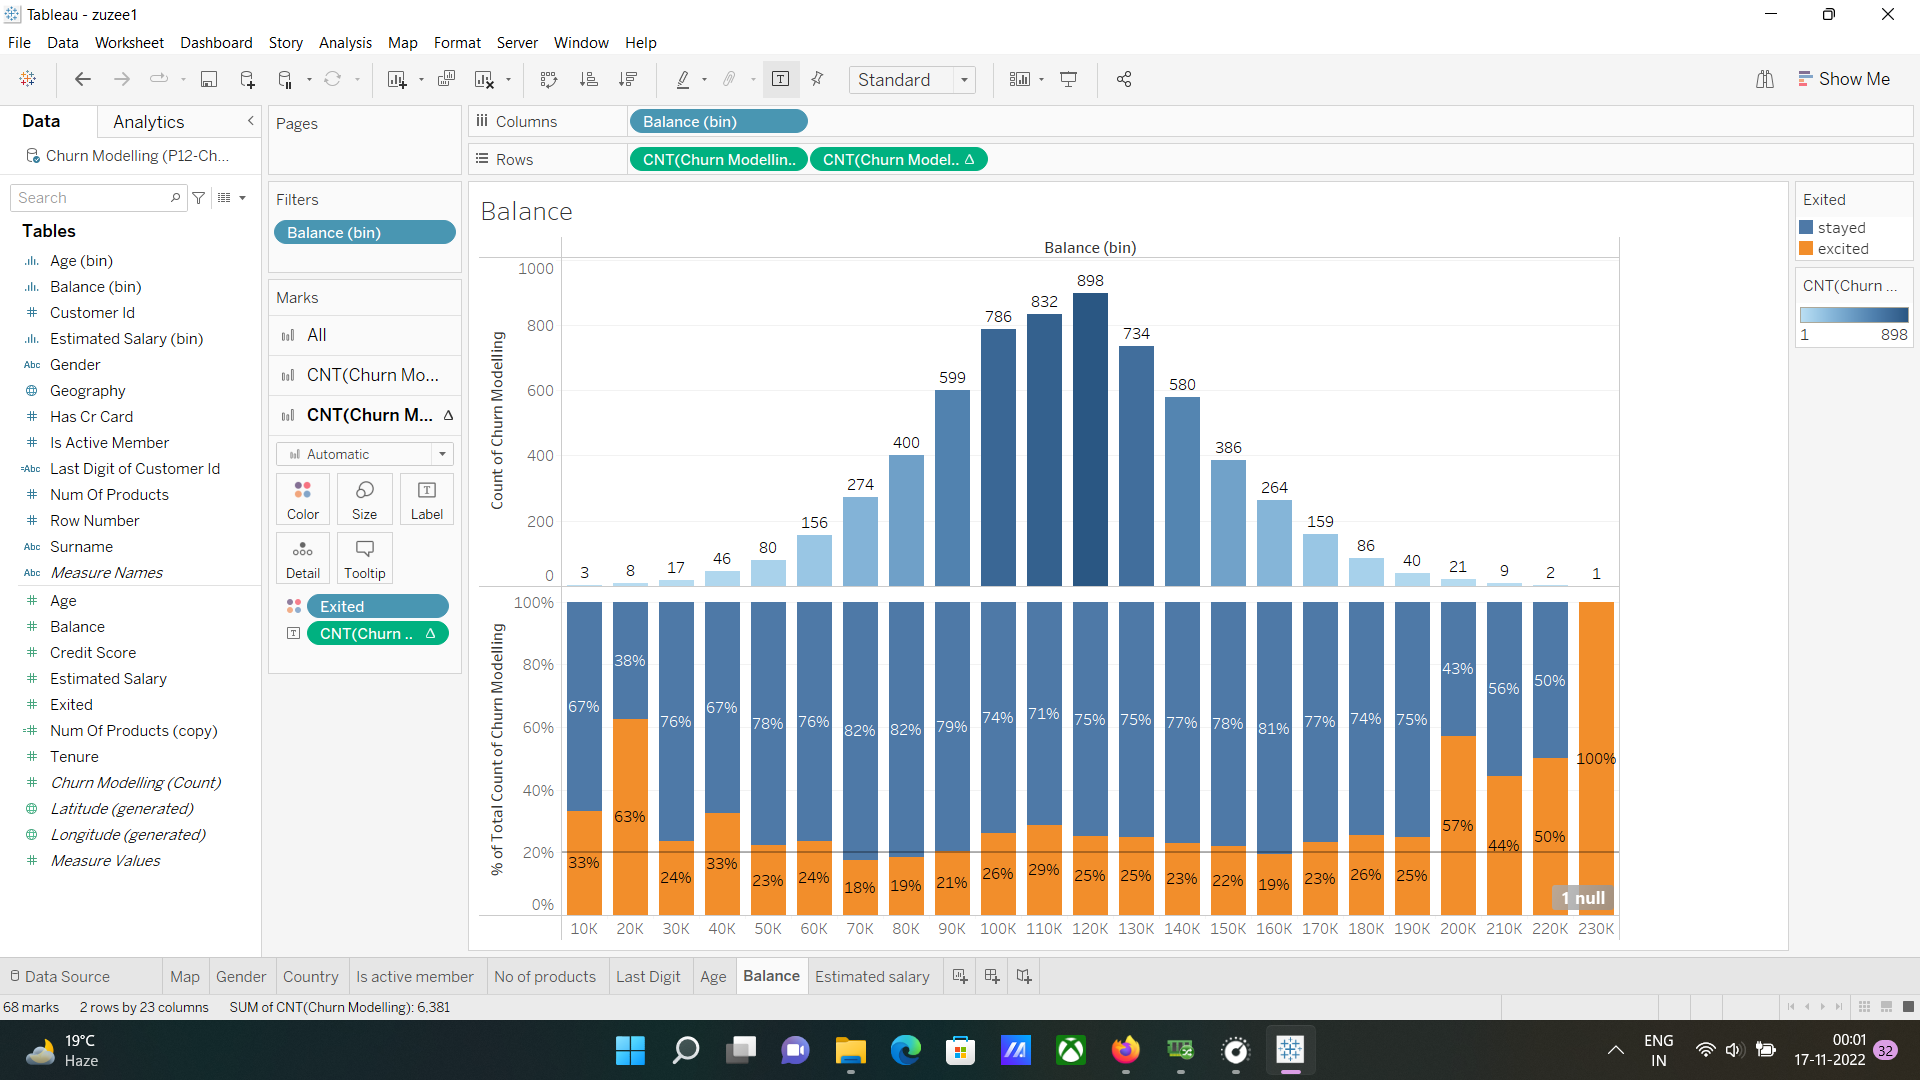 Tableau - zuzee1
File Data Worksheet Dashboard Story Analysis Map Format Server Window Help
Standard
Show Me
Data Analytics
Churn Modelling (P12-Ch...
Search
Tables
Age (bin)
Balance (bin)
# Customer Id
Estimated Salary (bin)
Abc Gender
Geography
# Has Cr Card
# Is Active Member
=Abc Last Digit of Customer Id
# Num Of Products
# Row Number
Abc Surname
Abc Measure Names
# Age
# Balance
# Credit Score
# Estimated Salary
# Exited
=# Num Of Products (copy)
# Tenure
# Churn Modelling (Count)
Latitude (generated)
Longitude (generated)
# Measure Values
Pages
Filters
Balance (bin)
Marks
All
CNT(Churn Mo...
CNT(Churn M... Δ
Automatic
Color Size Label
Detail Tooltip
Exited
CNT(Churn .. Δ
Columns Balance (bin)
Rows CNT(Churn Modellin.. CNT(Churn Model.. Δ
Balance
Balance (bin)
Count of Churn Modelling
1000
800
600
400
200
0
3 8 17 46 80 156 274 400 599 786 832 898 734 580 386 264 159 86 40 21 9 2 1
% of Total Count of Churn Modelling
100%
80%
60%
40%
20%
0%
67% 38% 76% 67% 78% 76% 82% 82% 79% 74% 71% 75% 75% 77% 78% 81% 77% 74% 75% 43% 56% 50%
33% 63% 24% 33% 23% 24% 18% 19% 21% 26% 29% 25% 25% 23% 22% 19% 23% 26% 25% 57% 44% 50% 100%
1 null
10K 20K 30K 40K 50K 60K 70K 80K 90K 100K 110K 120K 130K 140K 150K 160K 170K 180K 190K 200K 210K 220K 230K
Exited
stayed
excited
CNT(Churn ...
1 898
Data Source Map Gender Country Is active member No of products Last Digit Age Balance Estimated salary
68 marks 2 rows by 23 columns SUM of CNT(Churn Modelling): 6,381
19°C
Haze
ENG
IN
00:01
17-11-2022
32